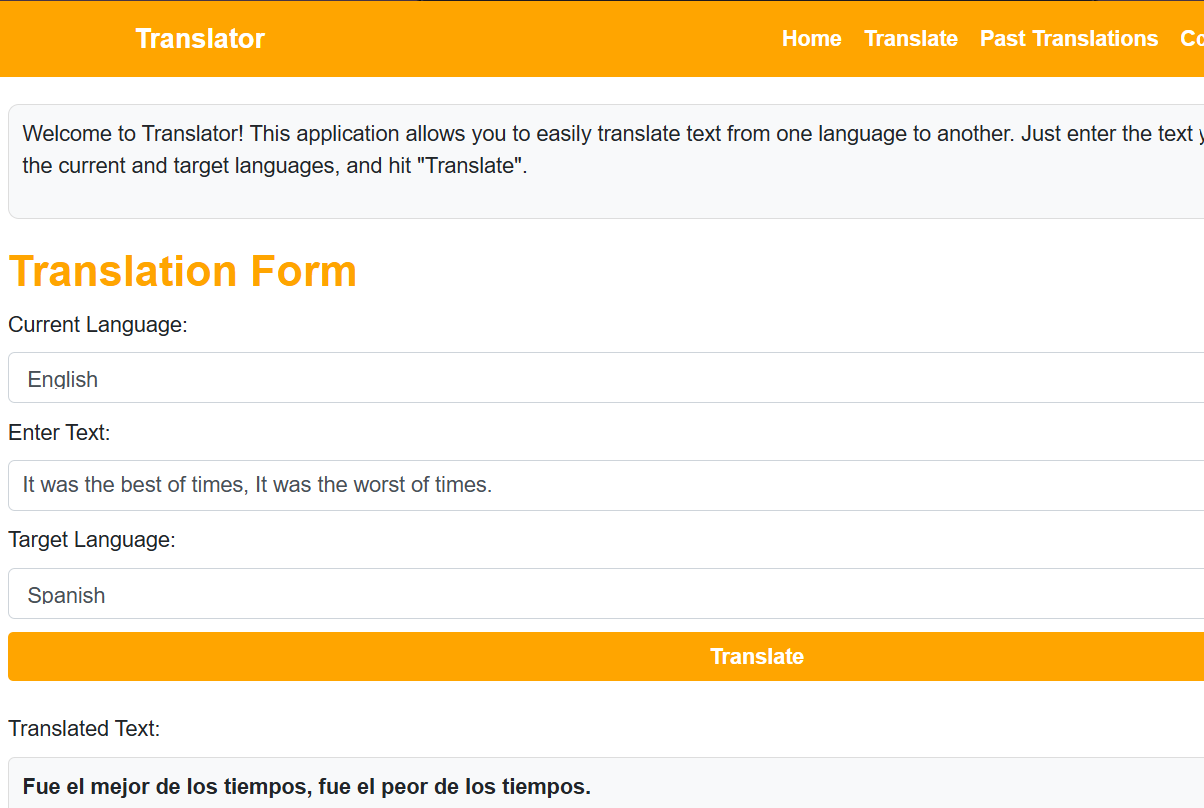 Translator
Home Translate Past Translations
Welcome to Translator! This application allows you to easily translate text from one language to another. Just enter the text
the current and target languages, and hit "Translate".
Translation Form
Current Language:
English
Enter Text:
It was the best of times, It was the worst of times.
Target Language:
Spanish
Translate
Translated Text:
Fue el mejor de los tiempos, fue el peor de los tiempos.